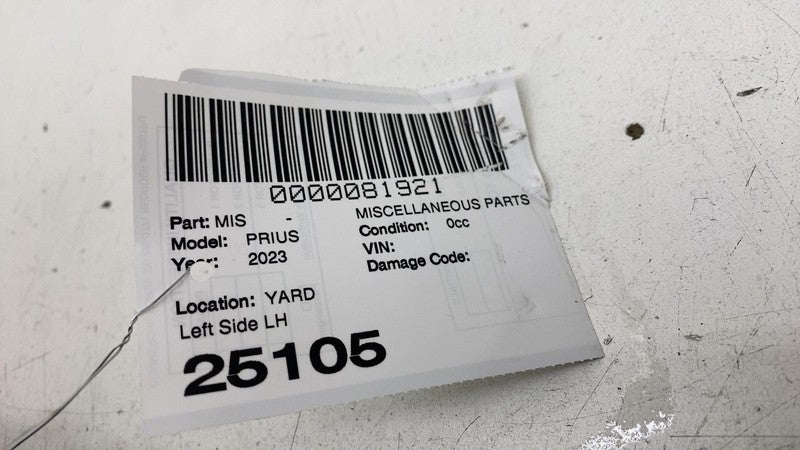 0000081921
Part: MIS -
MISCELLANEOUS PARTS
Model: PRIUS
Condition: 0cc
Year: 2023
VIN:
Damage Code:
Location: YARD
Left Side LH
25105